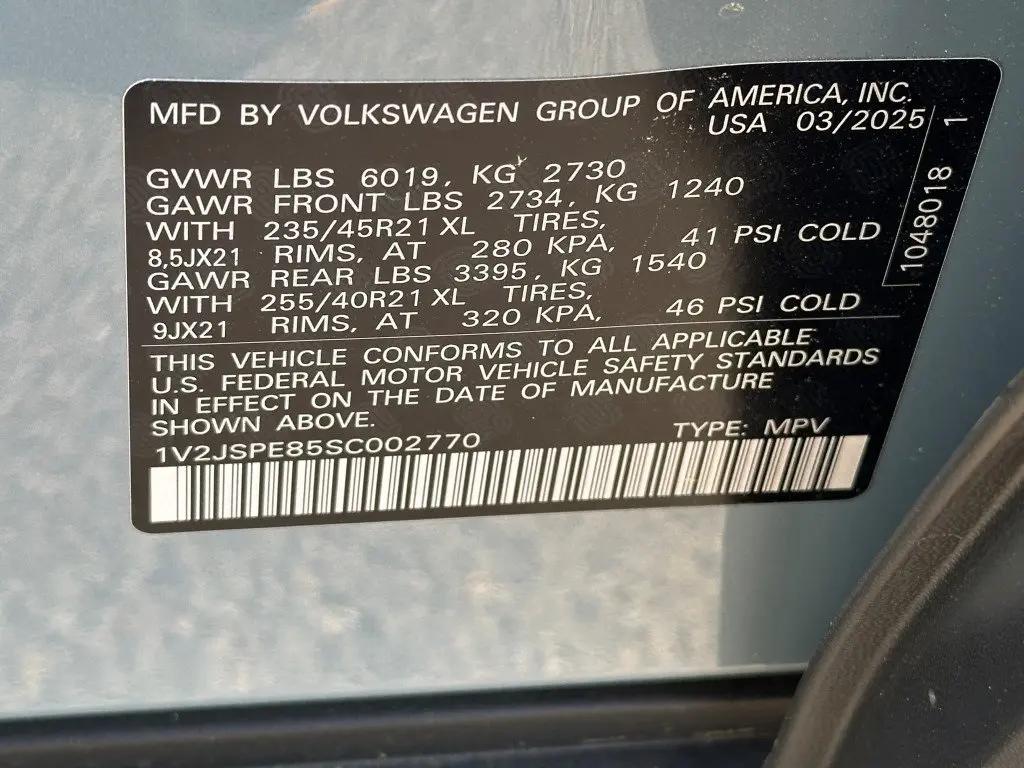 MFD BY VOLKSWAGEN GROUP OF AMERICA, INC.
USA 03/2025
GVWR LBS 6019, KG 2730
GAWR FRONT LBS 2734, KG 1240
WITH 235/45R21 XL TIRES,
8,5JX21 RIMS, AT 280 KPA, 41 PSI COLD
GAWR REAR LBS 3395, KG 1540
WITH 255/40R21 XL TIRES,
9JX21 RIMS, AT 320 KPA, 46 PSI COLD
THIS VEHICLE CONFORMS TO ALL APPLICABLE
U.S. FEDERAL MOTOR VEHICLE SAFETY STANDARDS
IN EFFECT ON THE DATE OF MANUFACTURE
SHOWN ABOVE.
1V2JSPE85SC002770 TYPE: MPV
1048018 1